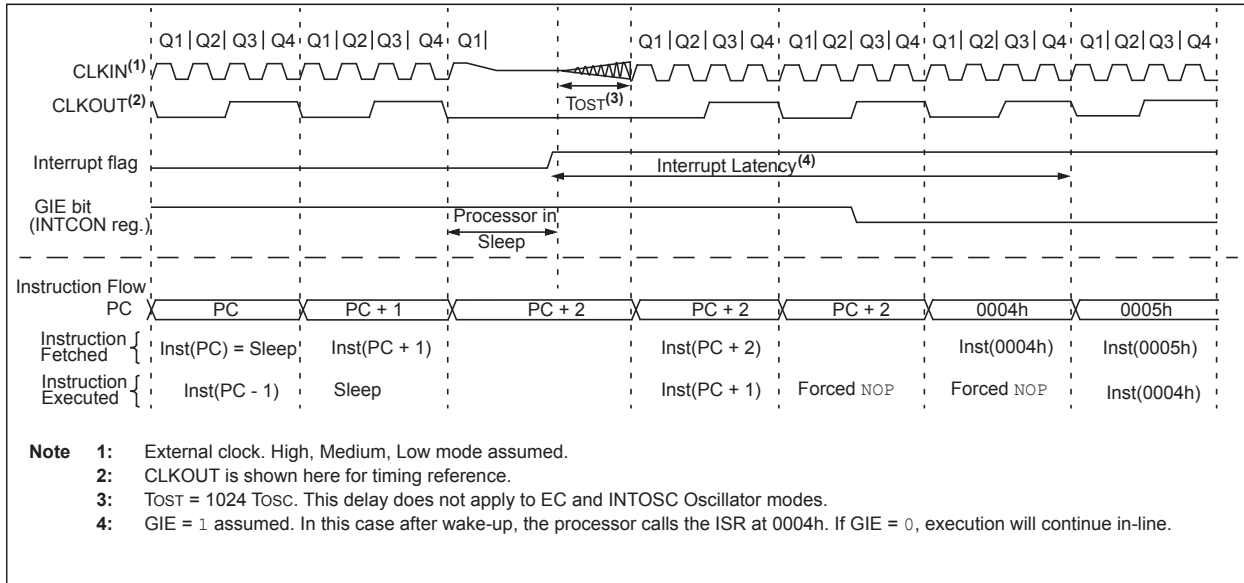 Q1 | Q2 | Q3 | Q4 Q1 | Q2 | Q3 | Q4 Q1 | Q1 | Q2 | Q3 | Q4 Q1 | Q2 | Q3 | Q4 Q1 | Q2 | Q3 | Q4 Q1 | Q2 | Q3 | Q4
CLKIN(1)
CLKOUT(2) TOST(3)
Interrupt flag Interrupt Latency(4)
GIE bit
(INTCON reg.) Processor in
Sleep
Instruction Flow
PC PC PC + 1 PC + 2 PC + 2 PC + 2 0004h 0005h
Instruction
Fetched Inst(PC) = Sleep Inst(PC + 1) Inst(PC + 2) Inst(0004h) Inst(0005h)
Instruction
Executed Inst(PC - 1) Sleep Inst(PC + 1) Forced NOP Forced NOP Inst(0004h)
Note 1: External clock. High, Medium, Low mode assumed.
2: CLKOUT is shown here for timing reference.
3: TOST = 1024 TOSC. This delay does not apply to EC and INTOSC Oscillator modes.
4: GIE = 1 assumed. In this case after wake-up, the processor calls the ISR at 0004h. If GIE = 0, execution will continue in-line.